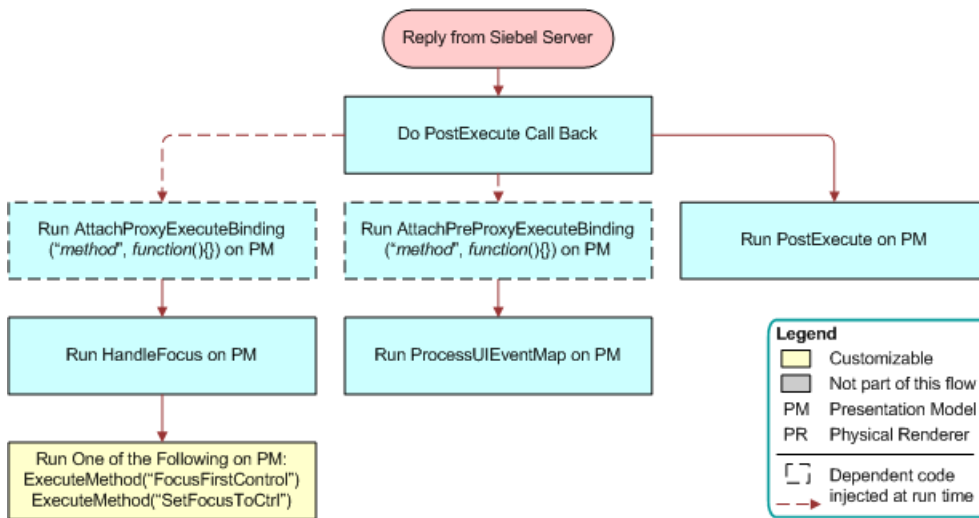 Reply from Siebel Server
Do PostExecute Call Back
Run AttachProxyExecuteBinding
(“method”, function(){}) on PM
Run AttachPreProxyExecuteBinding
(“method”, function(){}) on PM
Run PostExecute on PM
Run HandleFocus on PM
Run ProcessUIEventMap on PM
Run One of the Following on PM:
ExecuteMethod(“FocusFirstControl”)
ExecuteMethod(“SetFocusToCtrl”)
Legend
Customizable
Not part of this flow
PM Presentation Model
PR Physical Renderer
Dependent code
injected at run time